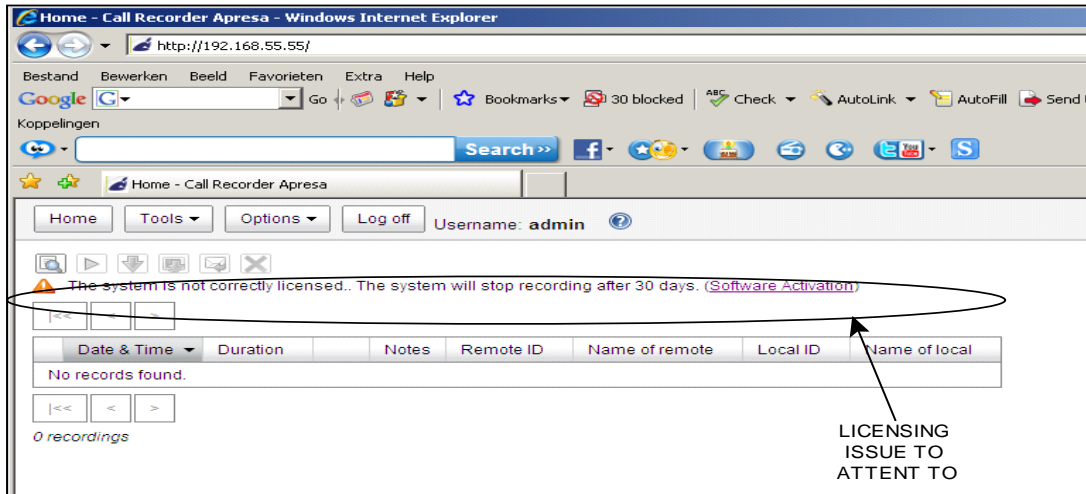 Home - Call Recorder Apresa - Windows Internet Explorer
http://192.168.55.55/
Bestand Bewerken Beeld Favorieten Extra Help
Google G Go Bookmarks 30 blocked ABC Check AutoLink AutoFill Send
Koppelingen
Search »
Home - Call Recorder Apresa
Home Tools Options Log off Username: admin ?
The system is not correctly licensed.. The system will stop recording after 30 days. (Software Activation)
|<< < >
Date & Time Duration Notes Remote ID Name of remote Local ID Name of local
No records found.
|<< < >
0 recordings
LICENSING
ISSUE TO
ATTENT TO